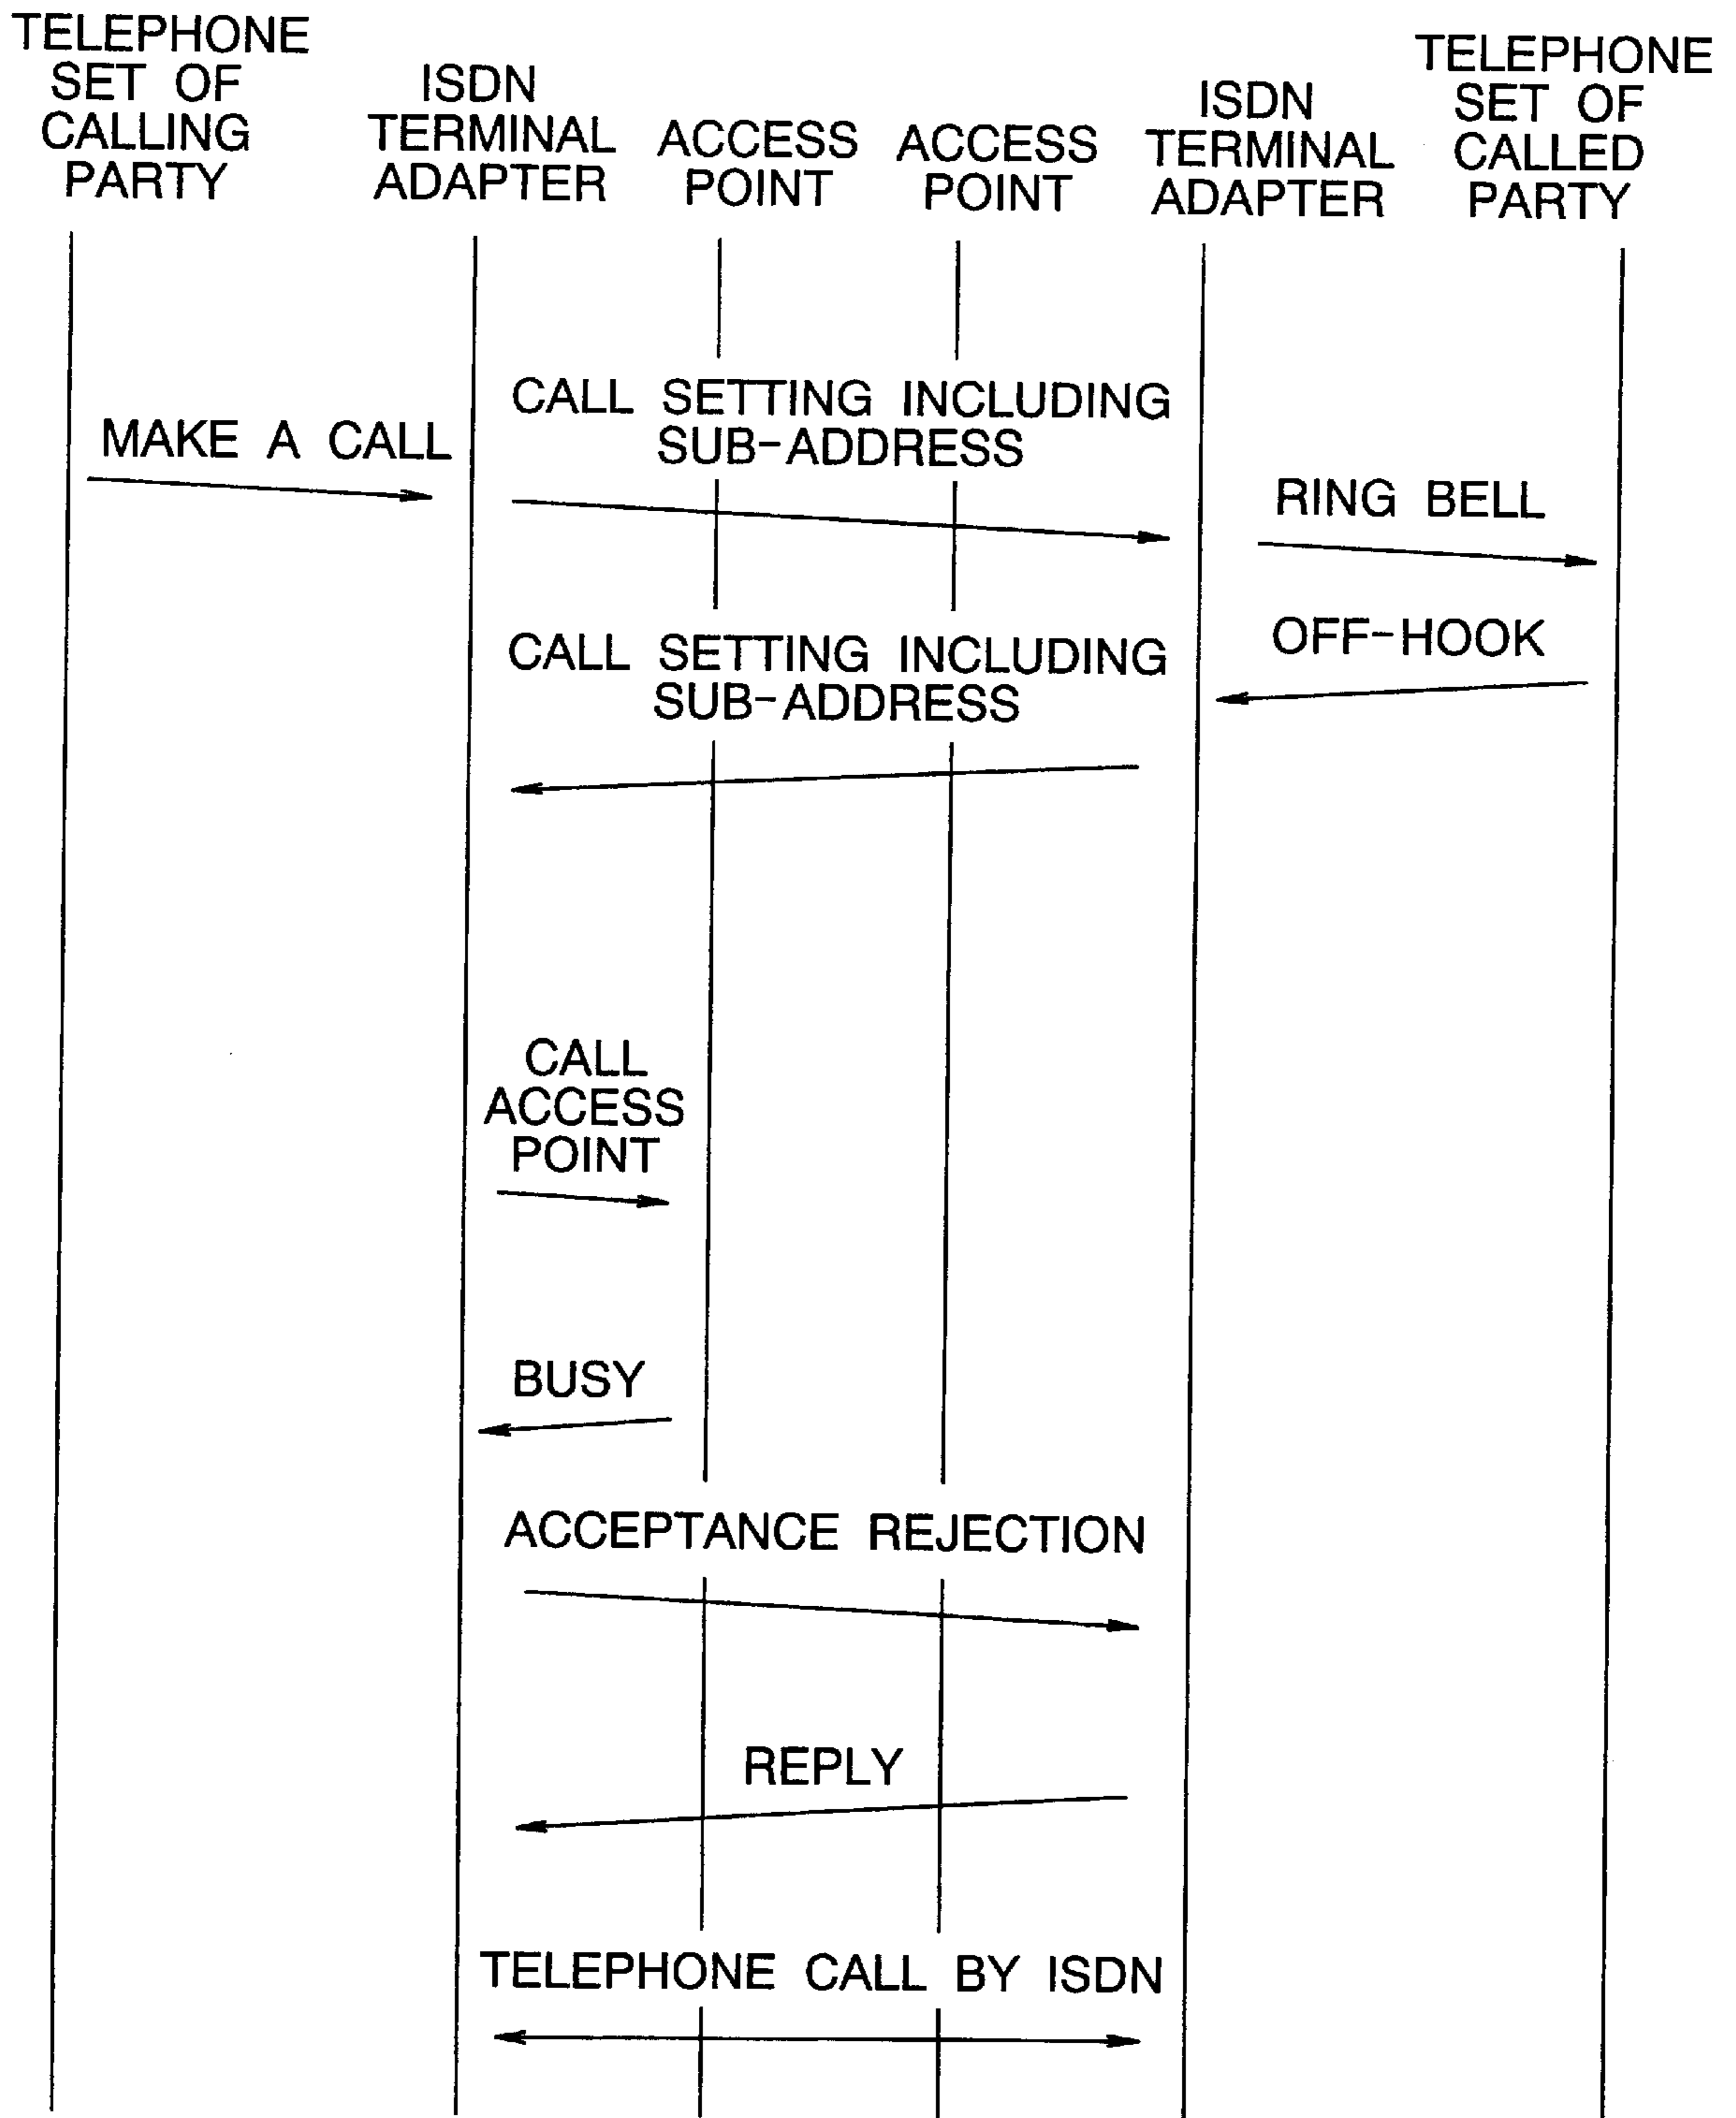 TELEPHONE
SET OF
CALLING
PARTY
ISDN
TERMINAL
ADAPTER
ACCESS
POINT
ACCESS
POINT
ISDN
TERMINAL
ADAPTER
TELEPHONE
SET OF
CALLED
PARTY
MAKE A CALL
CALL SETTING INCLUDING
SUB-ADDRESS
RING BELL
OFF-HOOK
CALL SETTING INCLUDING
SUB-ADDRESS
CALL
ACCESS
POINT
BUSY
ACCEPTANCE REJECTION
REPLY
TELEPHONE CALL BY ISDN